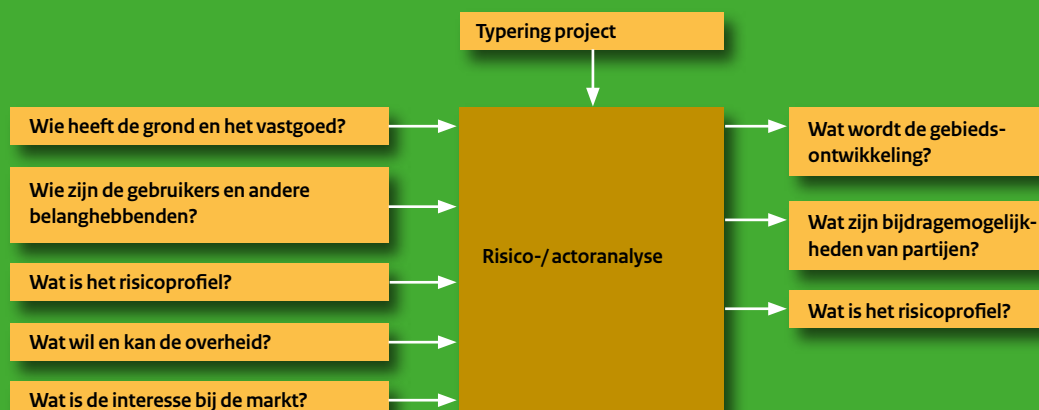 Typering project
Wie heeft de grond en het vastgoed?
Wie zijn de gebruikers en andere
belanghebbenden?
Wat is het risicoprofiel?
Wat wil en kan de overheid?
Wat is de interesse bij de markt?
Risico-/ actoranalyse
Wat wordt de gebieds-
ontwikkeling?
Wat zijn bijdragemogelijk-
heden van partijen?
Wat is het risicoprofiel?